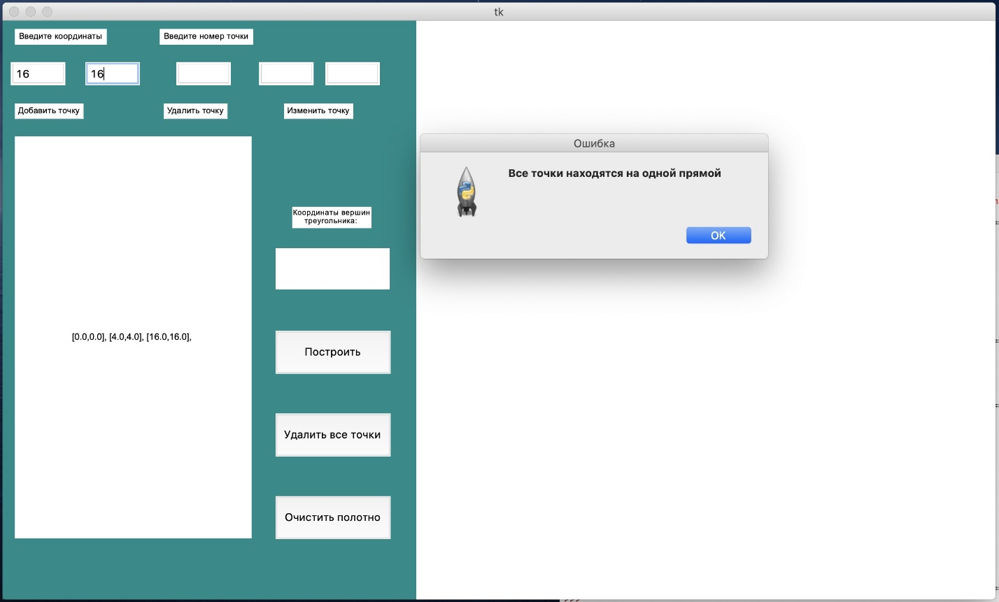 tk
Введите координаты
Введите номер точки
16
16
Добавить точку
Удалить точку
Изменить точку
Ошибка
Все точки находятся на одной прямой
OK
Координаты вершин
треугольника:
[0.0,0.0], [4.0,4.0], [16.0,16.0],
Построить
Удалить все точки
Очистить полотно